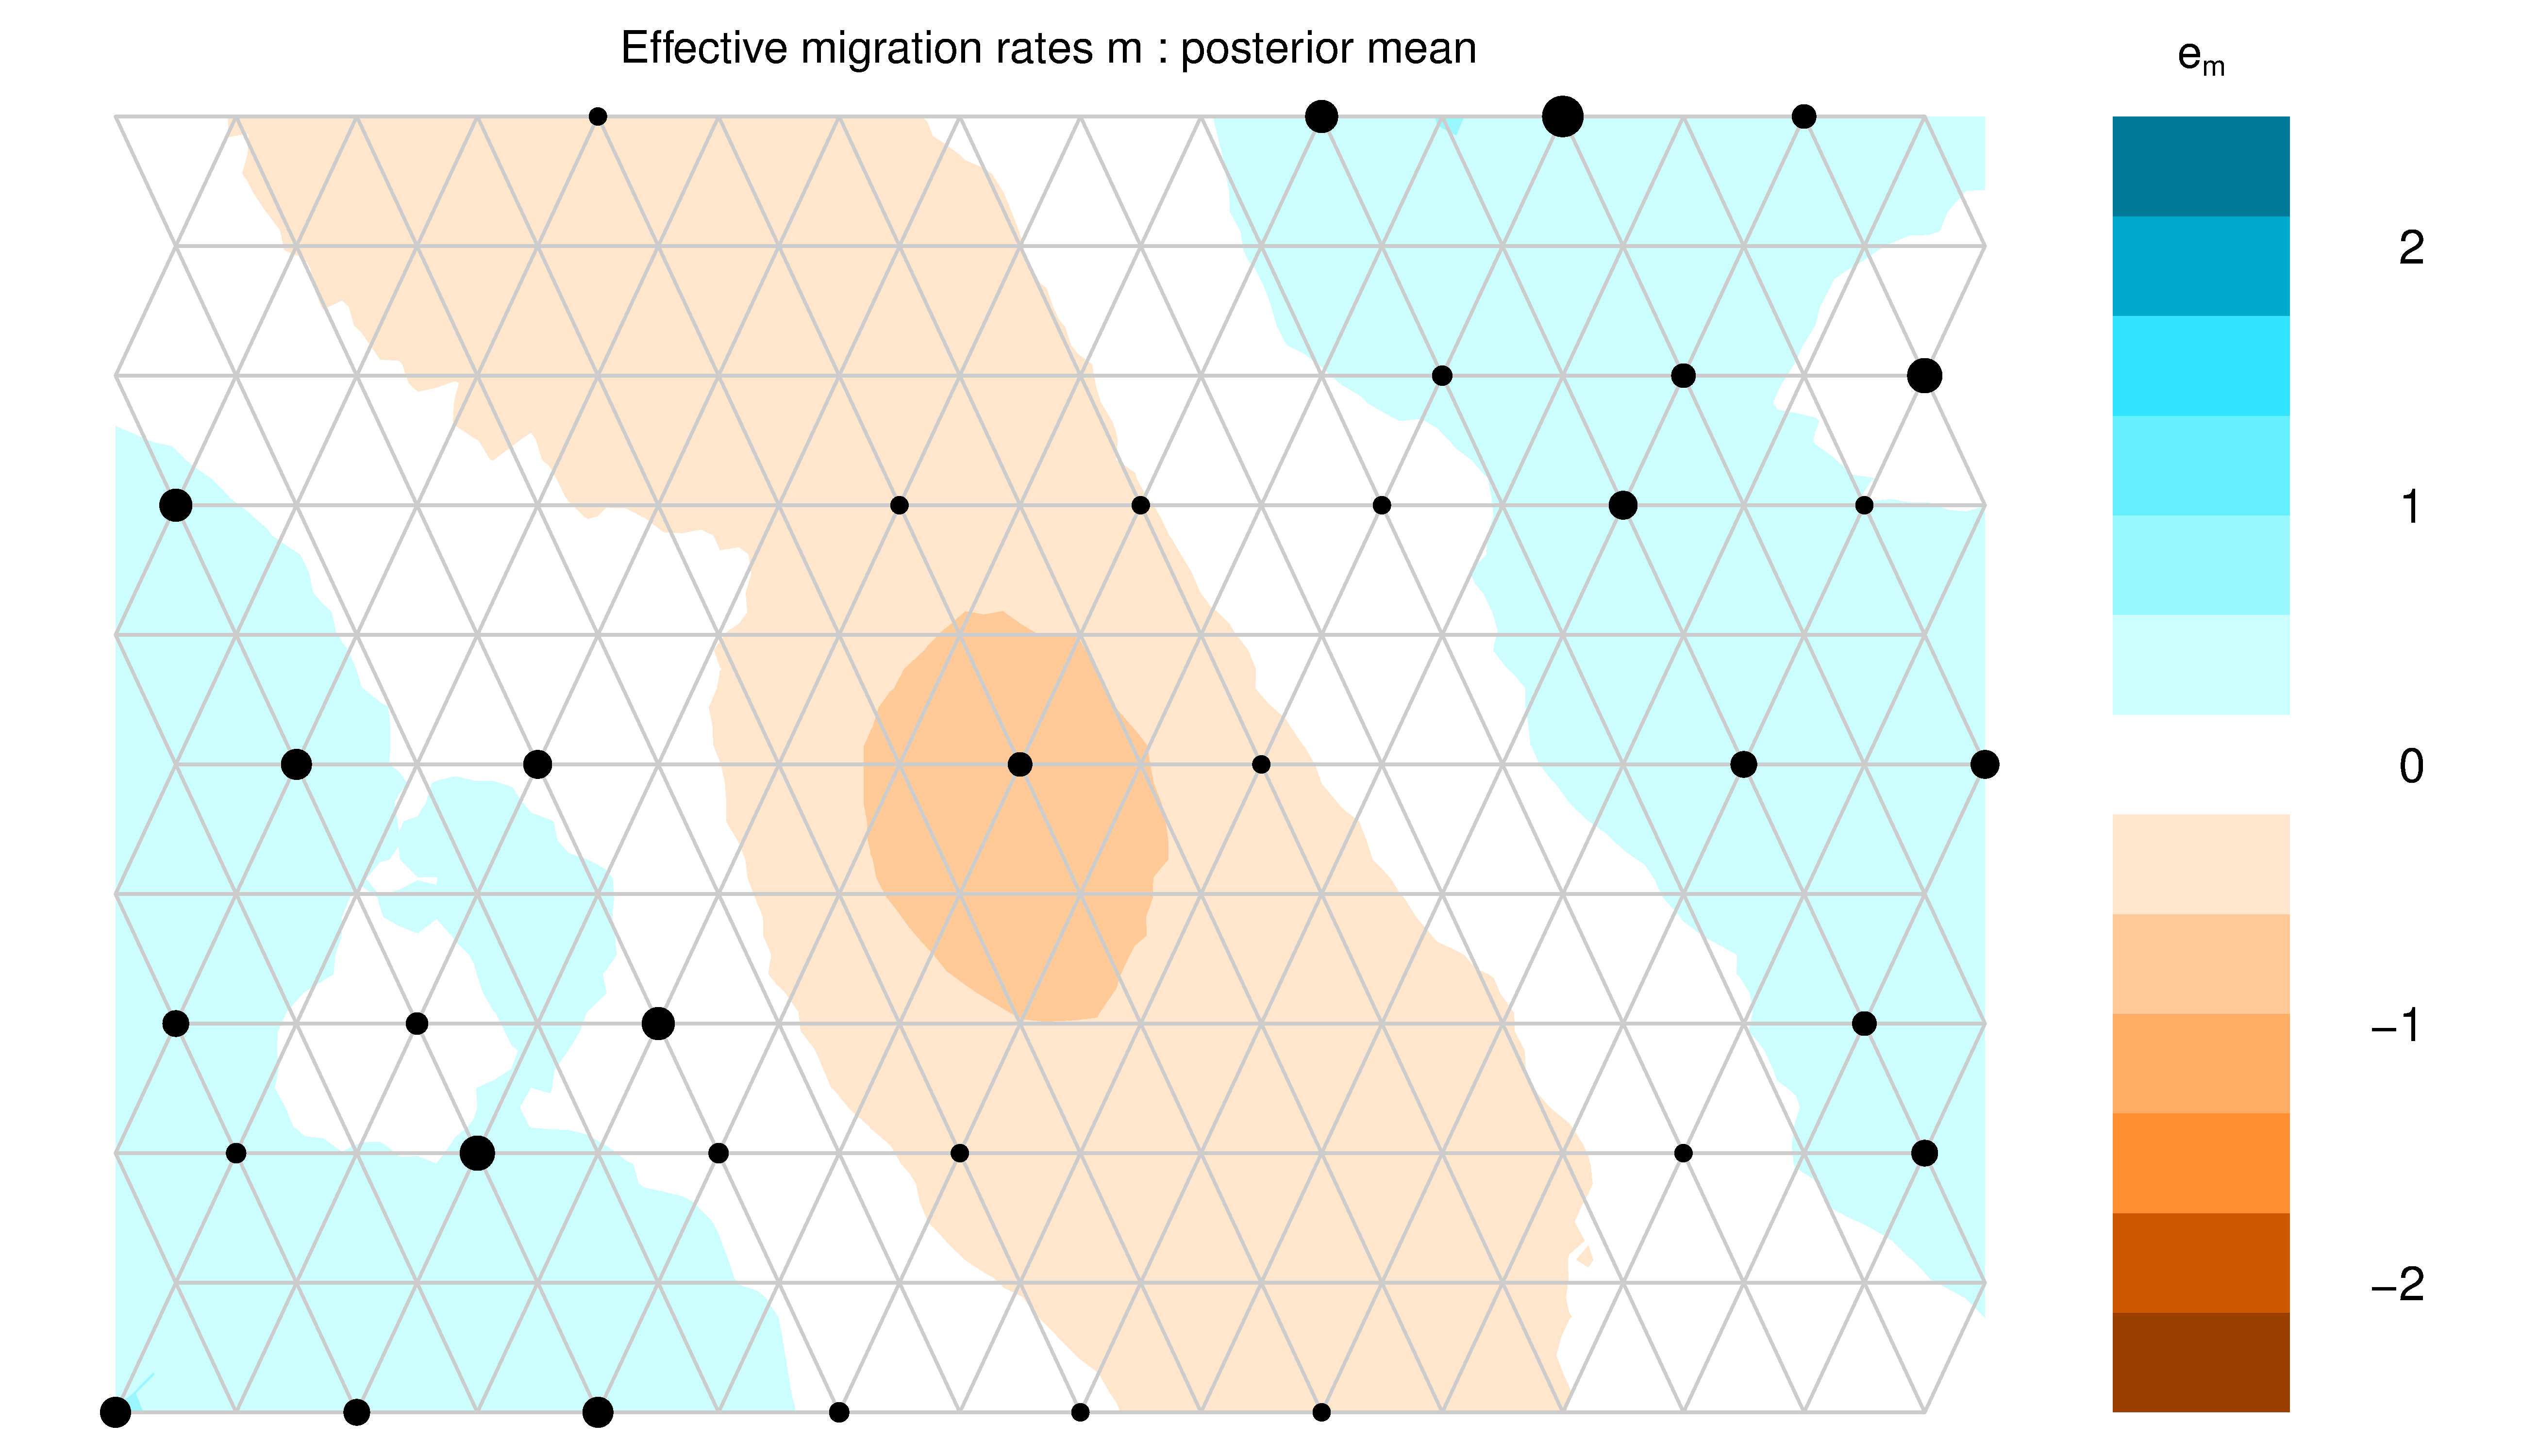 Effective migration rates m : posterior mean
em
2
1
0
−1
−2